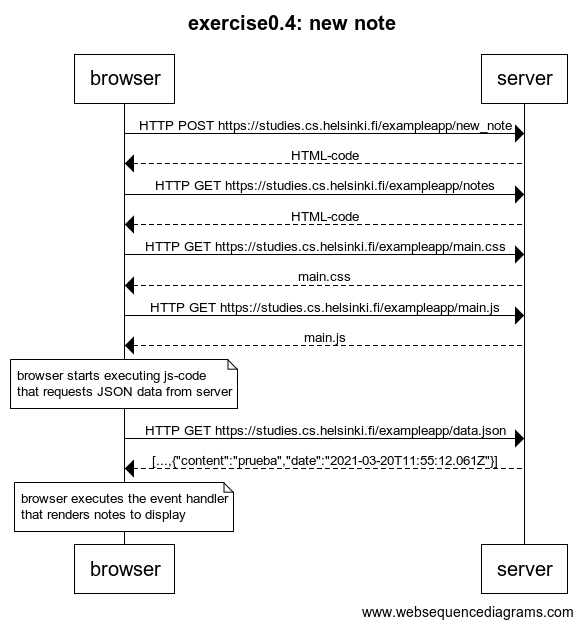 exercise0.4: new note
browser
server
HTTP POST https://studies.cs.helsinki.fi/exampleapp/new_note
HTML-code
HTTP GET https://studies.cs.helsinki.fi/exampleapp/notes
HTML-code
HTTP GET https://studies.cs.helsinki.fi/exampleapp/main.css
main.css
HTTP GET https://studies.cs.helsinki.fi/exampleapp/main.js
main.js
browser starts executing js-code
that requests JSON data from server
HTTP GET https://studies.cs.helsinki.fi/exampleapp/data.json
[...,{"content":"prueba","date":"2021-03-20T11:55:12.061Z"}]
browser executes the event handler
that renders notes to display
browser
server
www.websequencediagrams.com